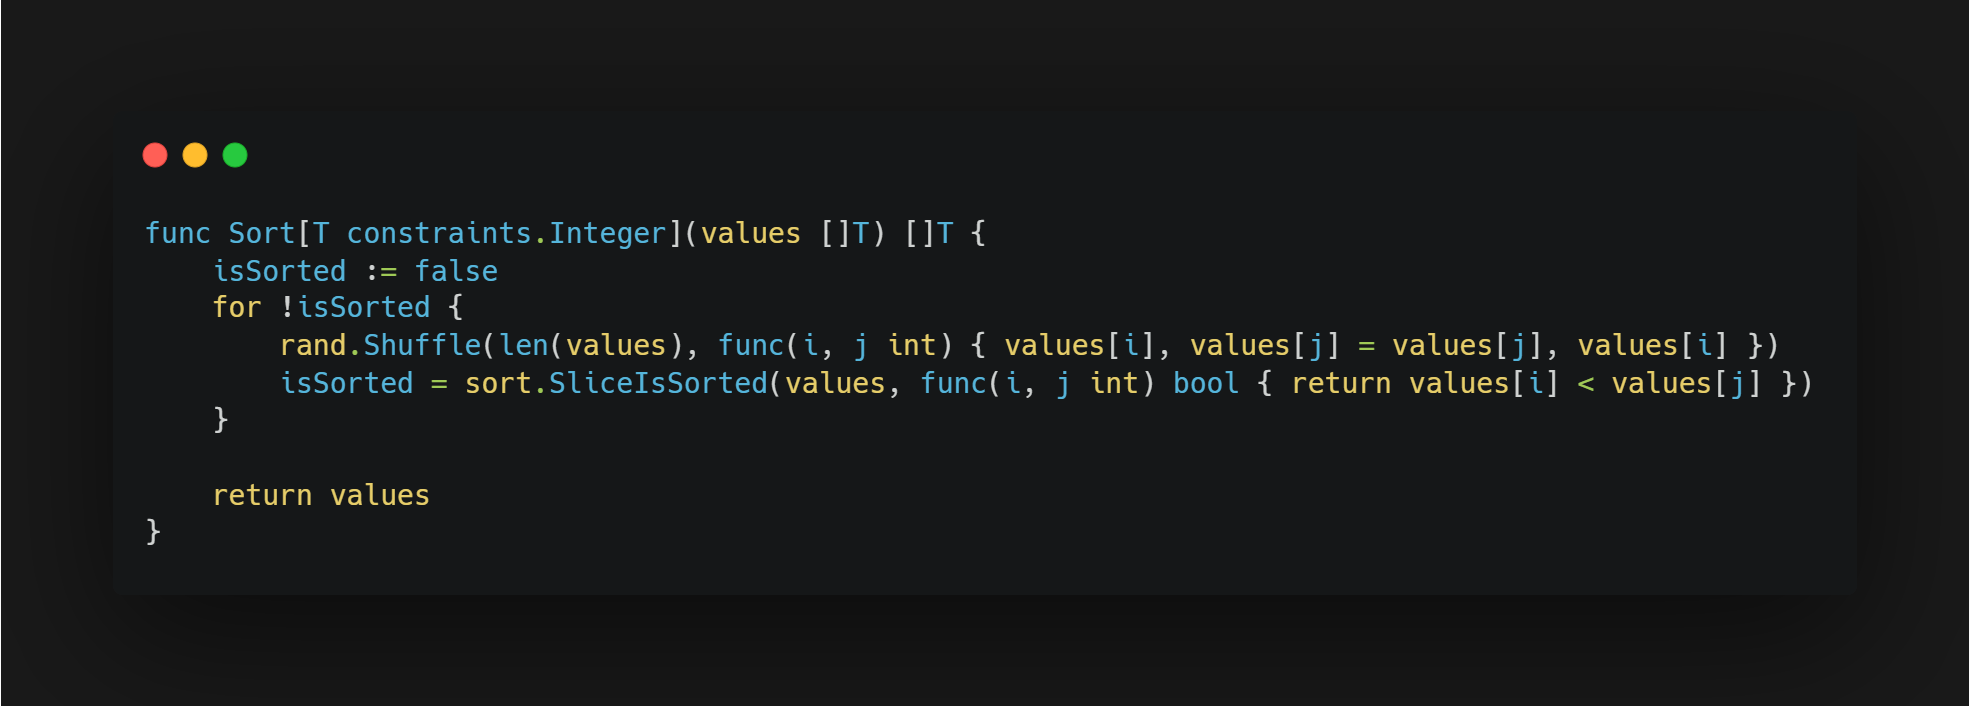 func Sort[T constraints.Integer](values []T) []T {
    isSorted := false
    for !isSorted {
        rand.Shuffle(len(values), func(i, j int) { values[i], values[j] = values[j], values[i] })
        isSorted = sort.SliceIsSorted(values, func(i, j int) bool { return values[i] < values[j] })
    }

    return values
}